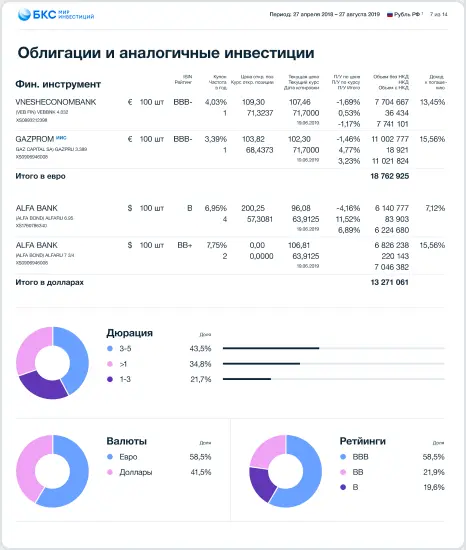 БКС МИР ИНВЕСТИЦИЙ
Период: 27 апреля 2018 – 27 августа 2019 Рубль РФ 7 из 14
Облигации и аналогичные инвестиции
Фин. инструмент
ISIN Рейтинг
Купон Частота в год
Цена откр. поз Курс откр. позиции
Текущая цена Текущий курс Дата котировки
П/У по цене П/У по курсу П/У Итого
Объем без НКД НКД Объем с НКД
Доход. к погаше- нию
VNESHECONOMBANK € 100 шт BBB- 4,03% 109,30 107,46 -1,69% 7 704 667 13,45%
(VEB FIN) VEBBNK 4.032 1 71,3237 71,7000 0,53% 36 434
19.06.2019 -1,17% 7 741 101
GAZPROM ИИС € 100 шт BBB- 3,39% 103,82 102,30 -1,46% 11 002 777 15,56%
GAZ CAPITAL SA) GAZPRU 3.389 1 68,4373 71,7000 4,77% 18 921
XS0906946008 19.06.2019 3,23% 11 021 824
Итого в евро 18 762 925
ALFA BANK $ 100 шт B 6,95% 200,25 96,08 -4,16% 6 140 777 7,12%
(ALFA BOND) ALFARU 6.95 4 57,3081 63,9125 11,52% 83 903
19.06.2019 6,89% 6 224 680
ALFA BANK $ 100 шт BB+ 7,75% 0,00 106,81 6 826 238 15,56%
(ALFA BOND) ALFARU 7 3/4 2 0,0000 63,9125 220 143
XS0906946008 19.06.2019 7 046 382
Итого в долларах 13 271 061
Дюрация Доля
3-5 43,5%
>1 34,8%
1-3 21,7%
Валюты Доля
Евро 58,5%
Доллары 41,5%
Рейтинги Доля
BBB 58,5%
BB 21,9%
B 19,6%